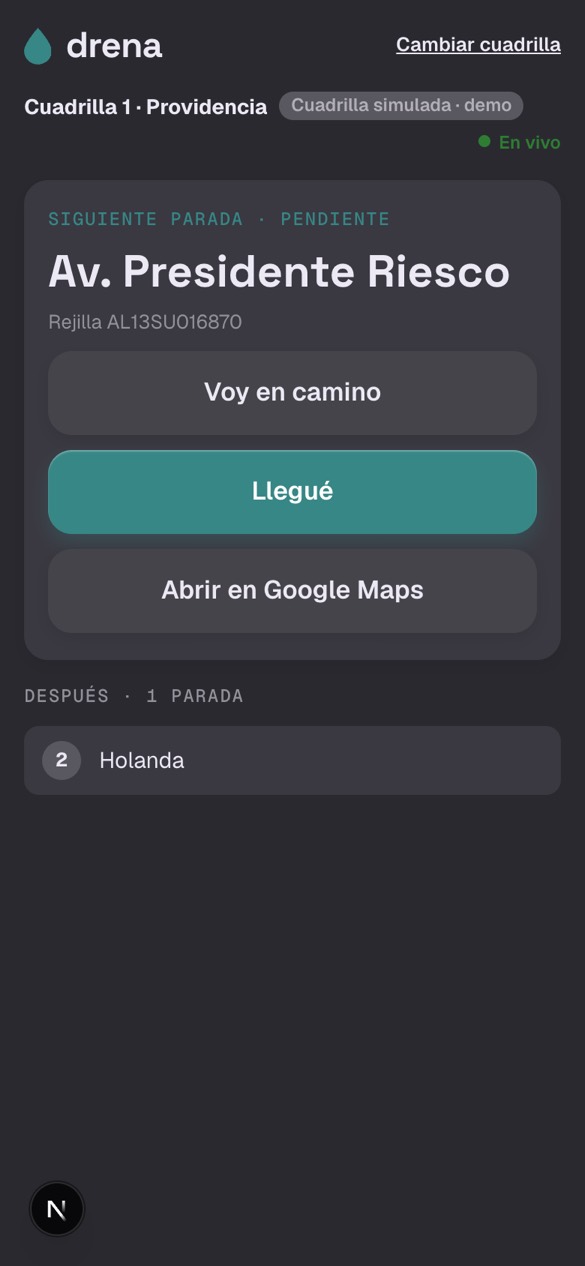 drena
Cambiar cuadrilla
Cuadrilla 1 · Providencia
Cuadrilla simulada · demo
En vivo
SIGUIENTE PARADA · PENDIENTE
Av. Presidente Riesco
Rejilla AL13SU016870
Voy en camino
Llegué
Abrir en Google Maps
DESPUÉS · 1 PARADA
2 Holanda
N